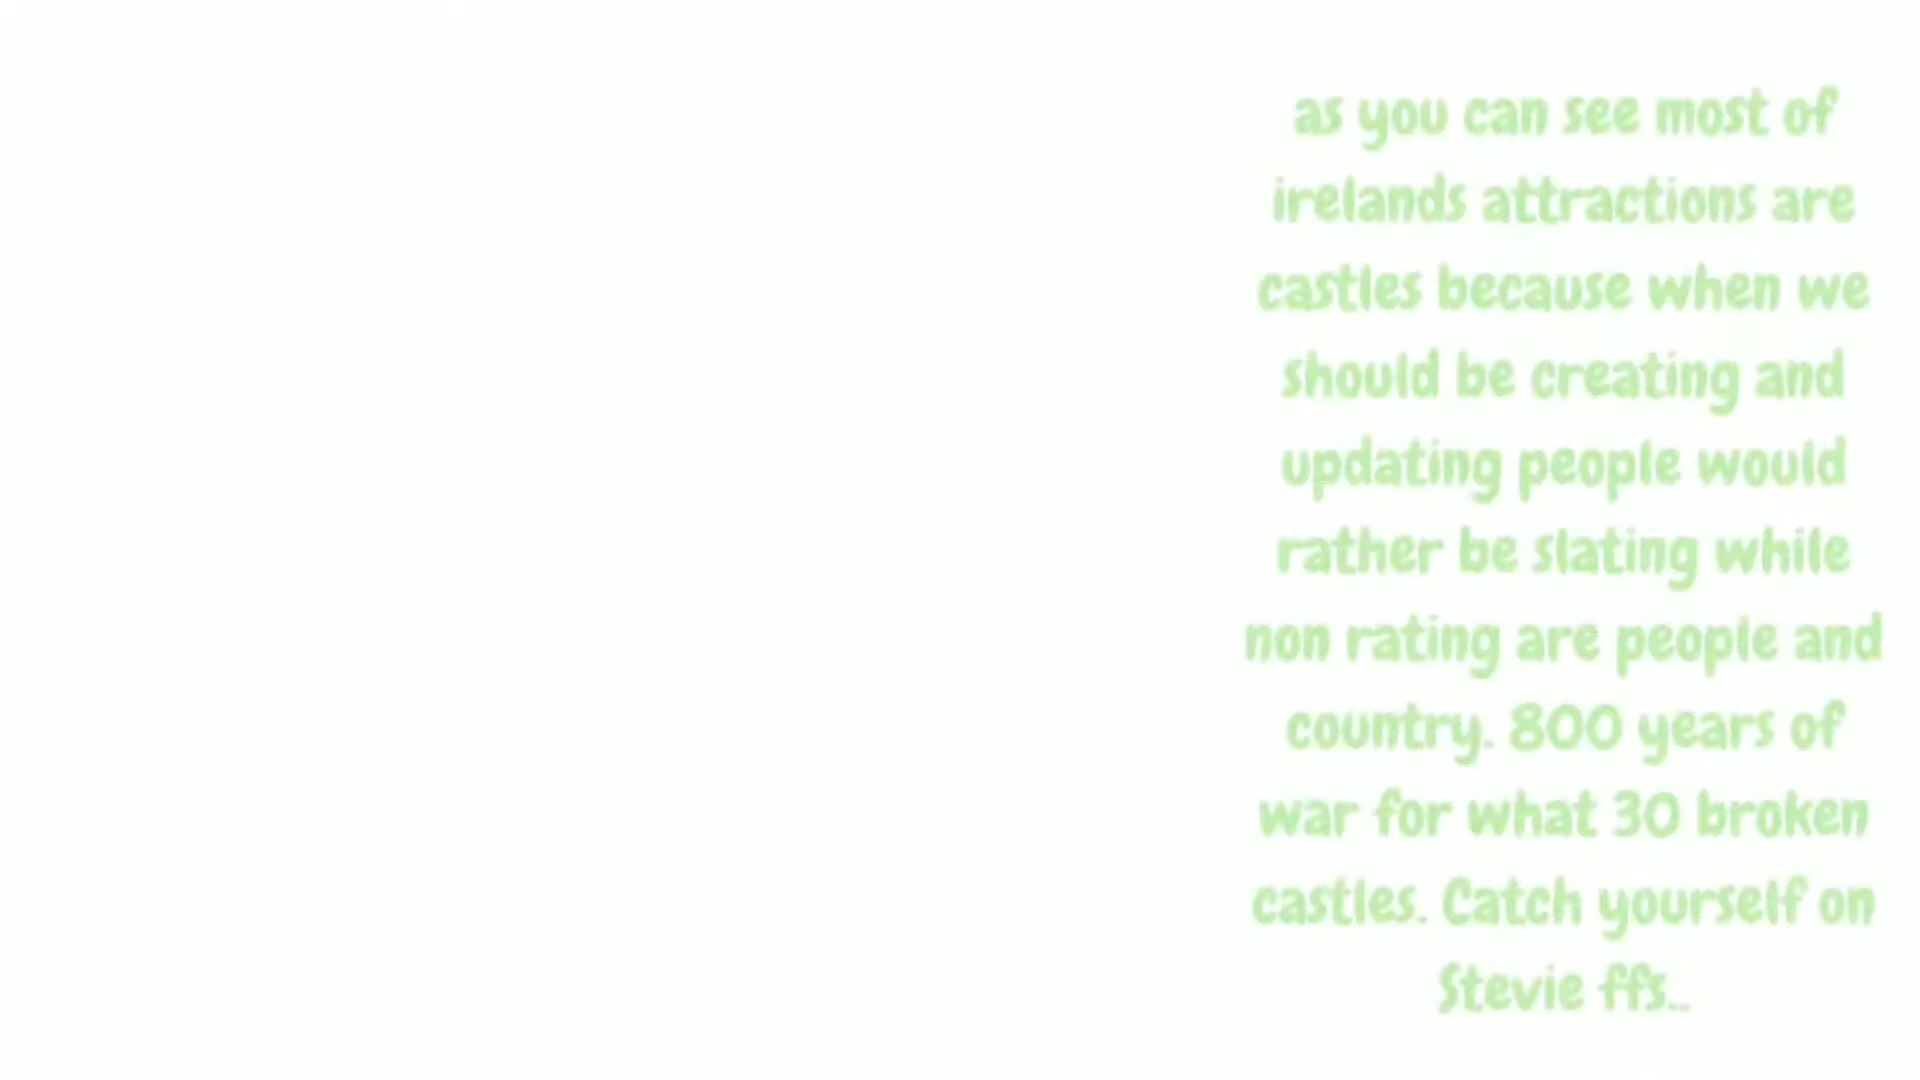 as you can see most of
irelands attractions are
castles because when we
should be creating and
updating people would
rather be slating while
non rating are people and
country. 800 years of
war for what 30 broken
castles. Catch yourself on
Stevie ffs..